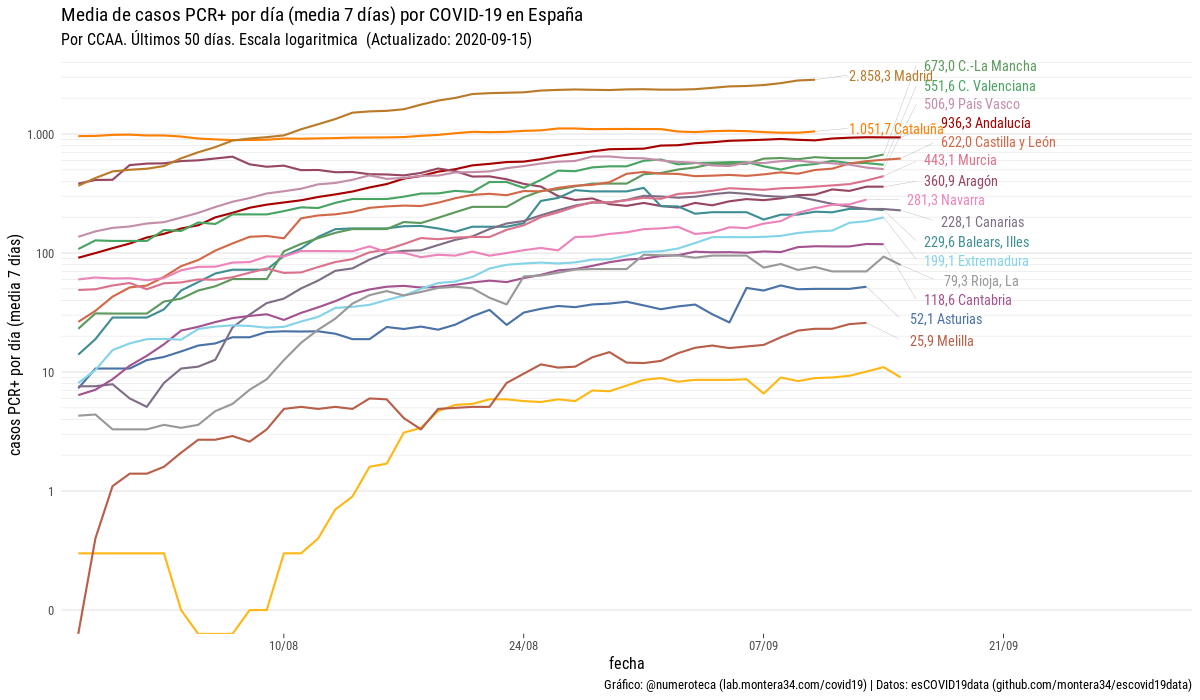 Media de casos PCR+ por día (media 7 días) por COVID-19 en España
Por CCAA. Últimos 50 días. Escala logaritmica (Actualizado: 2020-09-15)
casos PCR+ por día (media 7 días)
1.000
100
10
1
0
2.858,3 Madrid
673,0 C.-La Mancha
551,6 C. Valenciana
506,9 País Vasco
936,3 Andalucía
1.051,7 Cataluña
622,0 Castilla y León
443,1 Murcia
360,9 Aragón
281,3 Navarra
228,1 Canarias
229,6 Balears, Illes
199,1 Extremadura
79,3 Rioja, La
118,6 Cantabria
52,1 Asturias
25,9 Melilla
10/08
24/08
07/09
21/09
fecha
Gráfico: @numeroteca (lab.montera34.com/covid19) | Datos: esCOVID19data (github.com/montera34/escovid19data)